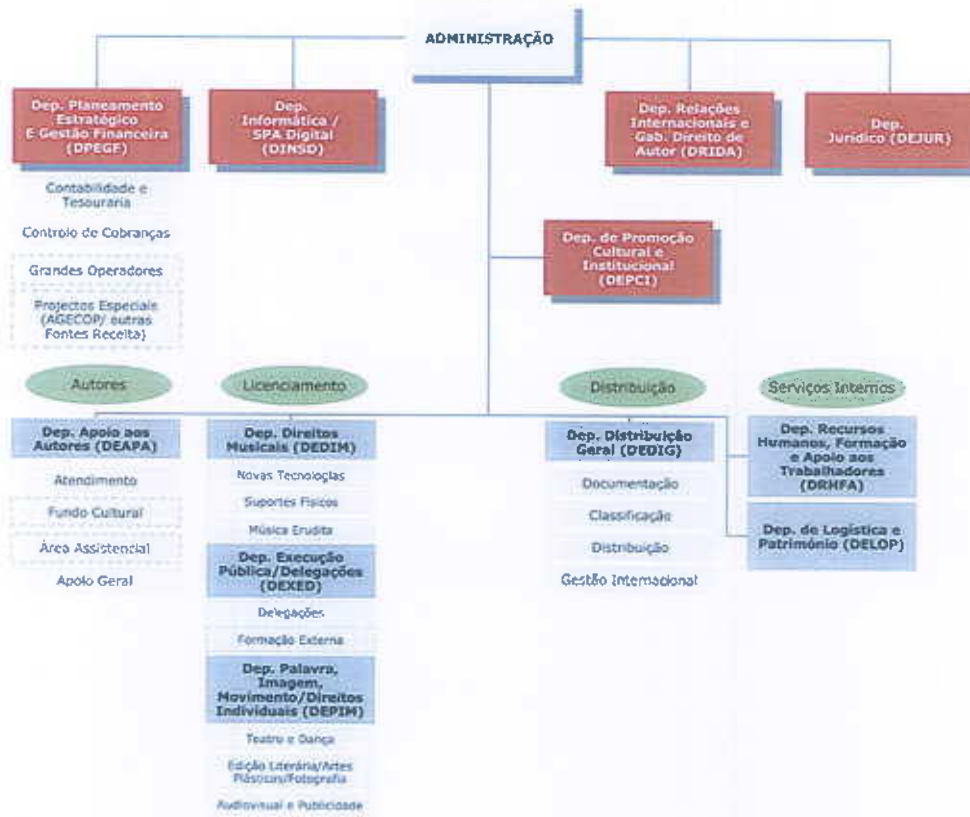 ADMINISTRAÇÃO
Dep. Planeamento
Estratégico
E Gestão Financeira
(DPEGF)
Dep.
Informática /
SPA Digital
(DINSD)
Dep. Relações
Internacionais e
Gab. Direito de
Autor (DRIDA)
Dep.
Jurídico (DEJUR)
Contabilidade e
Tesouraria
Controlo de Cobranças
Grandes Operadores
Projectos Especiais
(AGECOP/ outras
Fontes Receita)
Dep. de Promoção
Cultural e
Institucional
(DEPCI)
Autores
Dep. Apoio aos
Autores (DEAPA)
Atendimento
Fundo Cultural
Área Assistencial
Apoio Geral
Licenciamento
Dep. Direitos
Musicais (DEDIM)
Novas Tecnologias
Suportes Físicos
Música Erudita
Dep. Execução
Pública/Delegações
(DEXED)
Delegações
Formação Externa
Dep. Palavra,
Imagem,
Movimento/Direitos
Individuais (DEPIM)
Teatro e Dança
Edição Literária/Artes
Plásticas/Fotografia
Audiovisual e Publicidade
Distribuição
Dep. Distribuição
Geral (DEDIG)
Documentação
Classificação
Distribuição
Gestão Internacional
Serviços Internos
Dep. Recursos
Humanos, Formação
e Apoio aos
Trabalhadores
(DRHFA)
Dep. de Logística e
Património (DELOP)